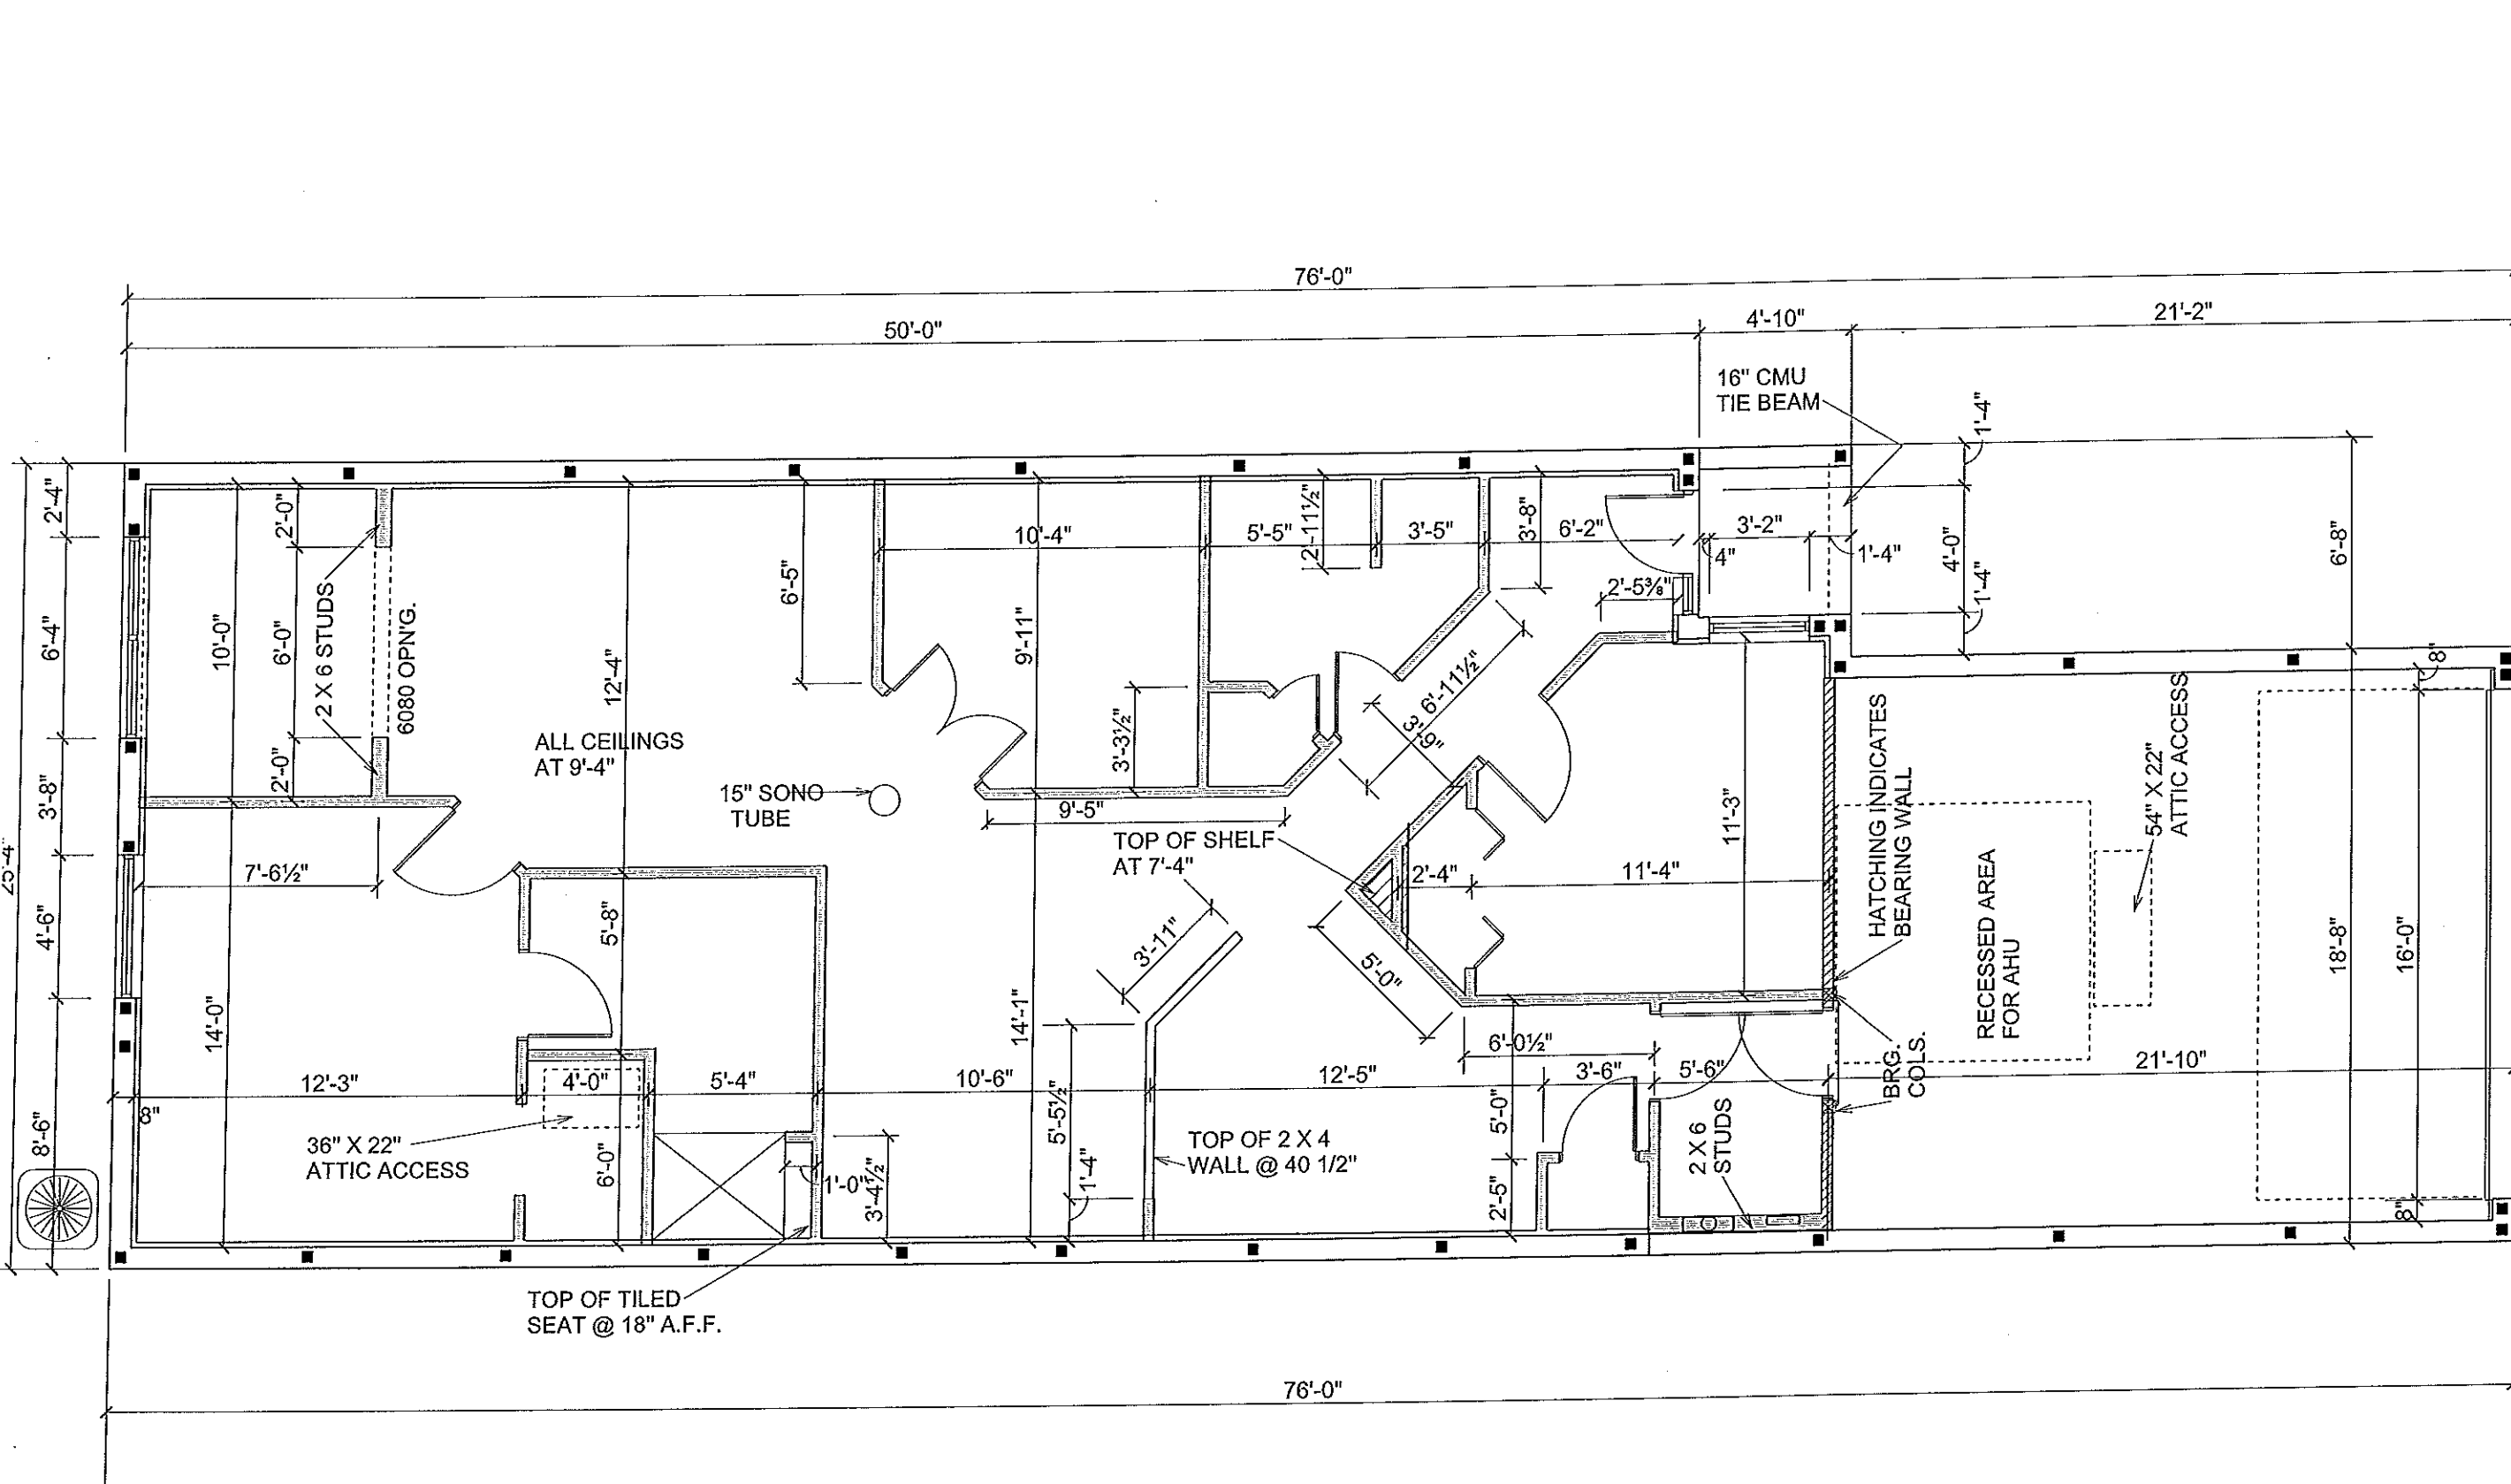 76'-0"
50'-0"
4'-10"
21'-2"
16" CMU
TIE BEAM
1'-4"
2'-4"
6'-4"
3'-8"
4'-6"
8'-6"
25'-4"
10'-0"
2'-0"
6'-0"
2'-0"
2 X 6 STUDS
6080 OPN'G.
12'-4"
6'-5"
10'-4"
9'-11"
5'-5"
2'-11½"
3'-5"
3'-8"
6'-2"
3'-2"
4"
1'-4"
4'-0"
1'-4"
6'-8"
2'-5⅜"
6'-11½"
3'-9"
3'-3½"
9'-5"
ALL CEILINGS
AT 9'-4"
15" SONO
TUBE
TOP OF SHELF
AT 7'-4"
2'-4"
11'-4"
11'-3"
HATCHING INDICATES
BEARING WALL
RECESSED AREA
FOR AHU
54" X 22"
ATTIC ACCESS
8"
18'-8"
16'-0"
8"
7'-6½"
14'-0"
5'-8"
3'-11"
5'-0"
14'-1"
6'-0½"
12'-3"
8"
4'-0"
5'-4"
10'-6"
12'-5"
3'-6"
5'-6"
21'-10"
BRG.
COLS.
36" X 22"
ATTIC ACCESS
6'-0"
1'-0"
3'-4½"
5'-5½"
1'-4"
TOP OF 2 X 4
WALL @ 40 1/2"
5'-0"
2'-5"
2 X 6
STUDS
TOP OF TILED
SEAT @ 18" A.F.F.
76'-0"